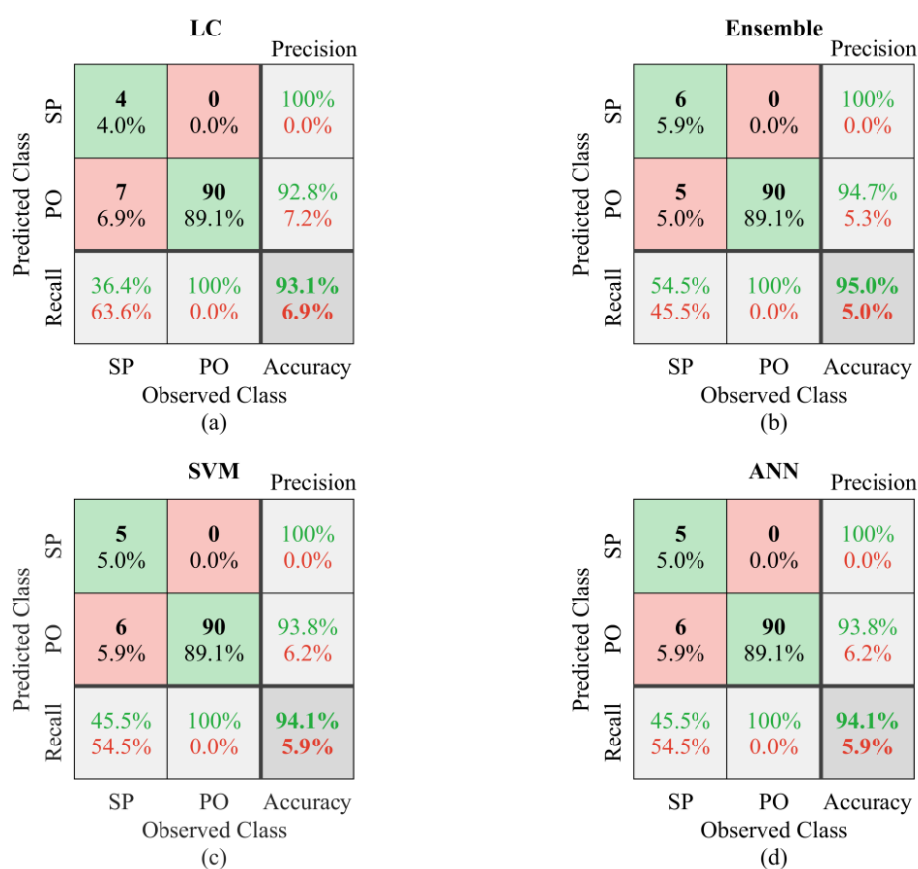 LC
Precision
Predicted Class
SP
4
4.0%
0
0.0%
100%
0.0%
PO
7
6.9%
90
89.1%
92.8%
7.2%
Recall
36.4%
63.6%
100%
0.0%
93.1%
6.9%
SP PO Accuracy
Observed Class
(a)
Ensemble
Precision
Predicted Class
SP
6
5.9%
0
0.0%
100%
0.0%
PO
5
5.0%
90
89.1%
94.7%
5.3%
Recall
54.5%
45.5%
100%
0.0%
95.0%
5.0%
SP PO Accuracy
Observed Class
(b)
SVM
Precision
Predicted Class
SP
5
5.0%
0
0.0%
100%
0.0%
PO
6
5.9%
90
89.1%
93.8%
6.2%
Recall
45.5%
54.5%
100%
0.0%
94.1%
5.9%
SP PO Accuracy
Observed Class
(c)
ANN
Precision
Predicted Class
SP
5
5.0%
0
0.0%
100%
0.0%
PO
6
5.9%
90
89.1%
93.8%
6.2%
Recall
45.5%
54.5%
100%
0.0%
94.1%
5.9%
SP PO Accuracy
Observed Class
(d)